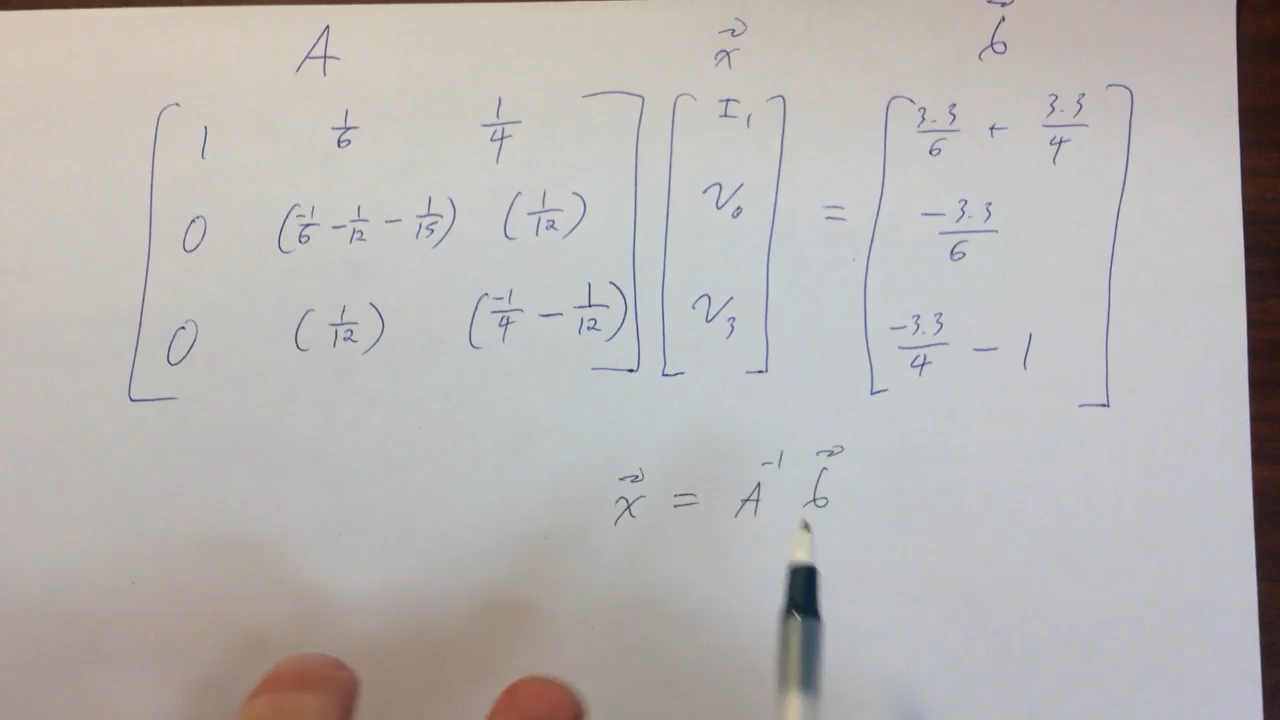 A x⃗ b⃗
[ 1 1/6 1/4 ] [ I₁ ] [ 3.3/6 + 3.3/4 ]
[ 0 (-1/6 - 1/12 - 1/15) (1/12) ] [ V₀ ] = [ -3.3/6 ]
[ 0 (1/12) (-1/4 - 1/12) ] [ V₃ ] [ -3.3/4 - 1 ]
x⃗ = A⁻¹ b⃗